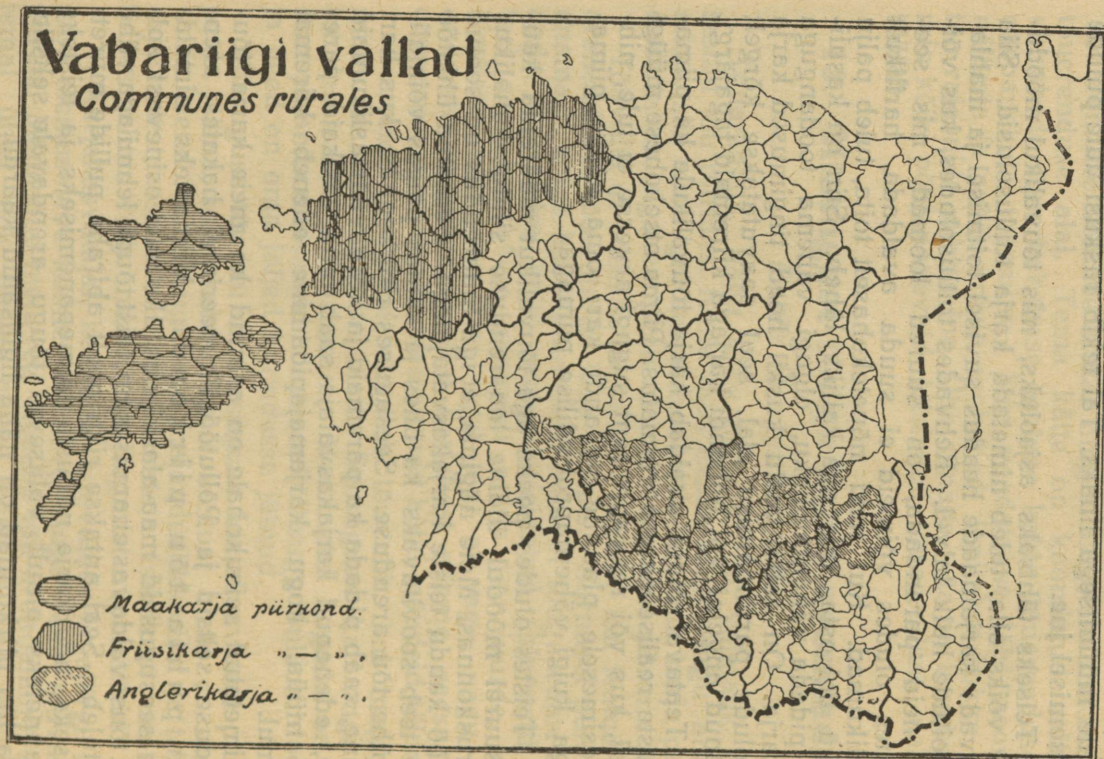 Vabariigi vallad
Communes rurales
Maakarja piirkond.
Friisikarja " — ".
Anglerikarja " — ".